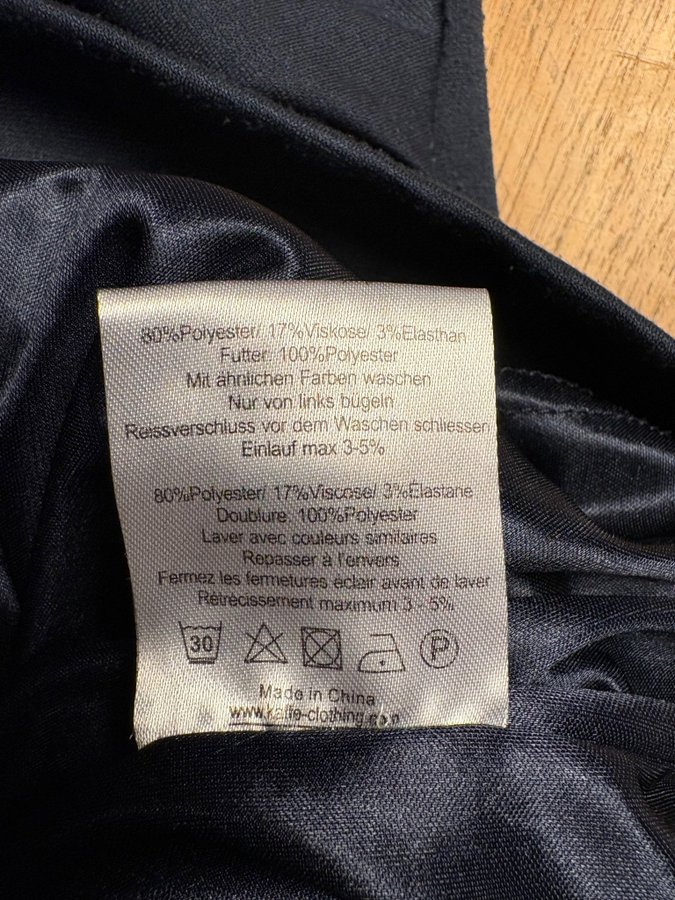 80%Polyester/ 17%Viskose/ 3%Elasthan
Futter: 100%Polyester
Mit ähnlichen Farben waschen
Nur von links bügeln
Reissverschluss vor dem Waschen schliessen
Einlauf max 3-5%
80%Polyester/ 17%Viscose/ 3%Elastane
Doublure: 100%Polyester
Laver avec couleurs similaires
Repasser à l'envers
Fermez les fermetures éclair avant de laver
Rétrecissement maximum 3 - 5%
30 P
Made in China